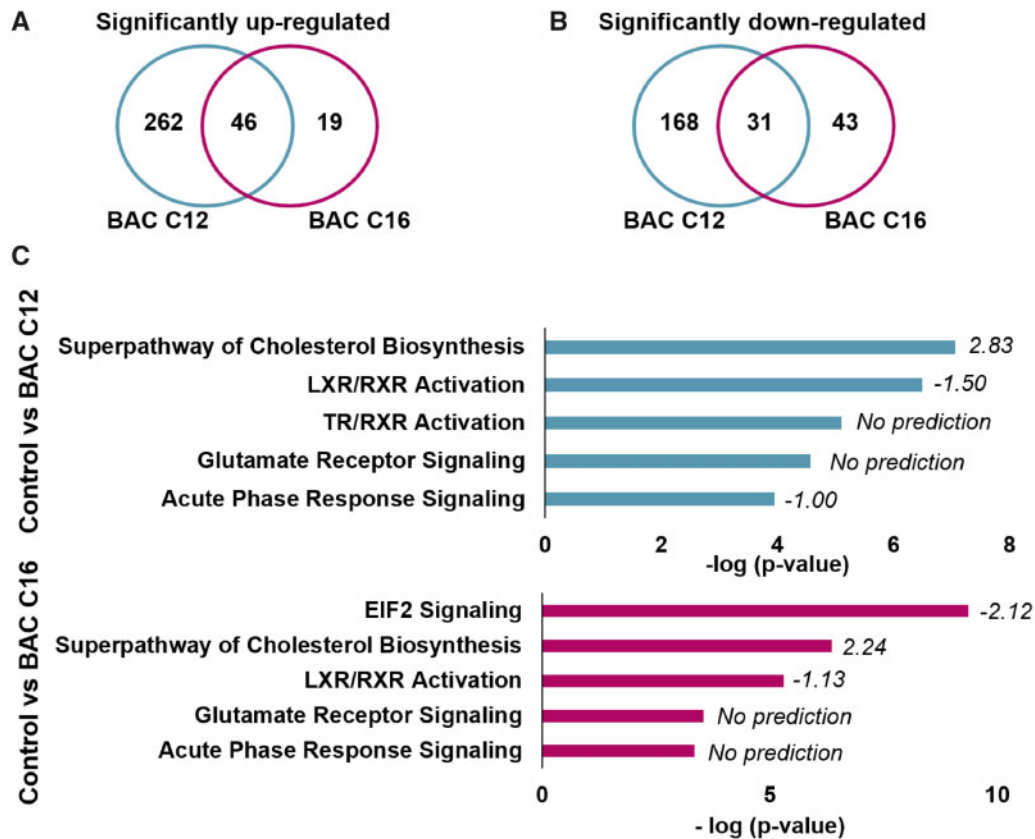 A
Significantly up-regulated
262
46
19
BAC C12
BAC C16
B
Significantly down-regulated
168
31
43
BAC C12
BAC C16
C
Control vs BAC C12
Superpathway of Cholesterol Biosynthesis
2.83
LXR/RXR Activation
-1.50
TR/RXR Activation
No prediction
Glutamate Receptor Signaling
No prediction
Acute Phase Response Signaling
-1.00
0 2 4 6 8
-log (p-value)
Control vs BAC C16
EIF2 Signaling
-2.12
Superpathway of Cholesterol Biosynthesis
2.24
LXR/RXR Activation
-1.13
Glutamate Receptor Signaling
No prediction
Acute Phase Response Signaling
No prediction
0 5 10
- log (p-value)